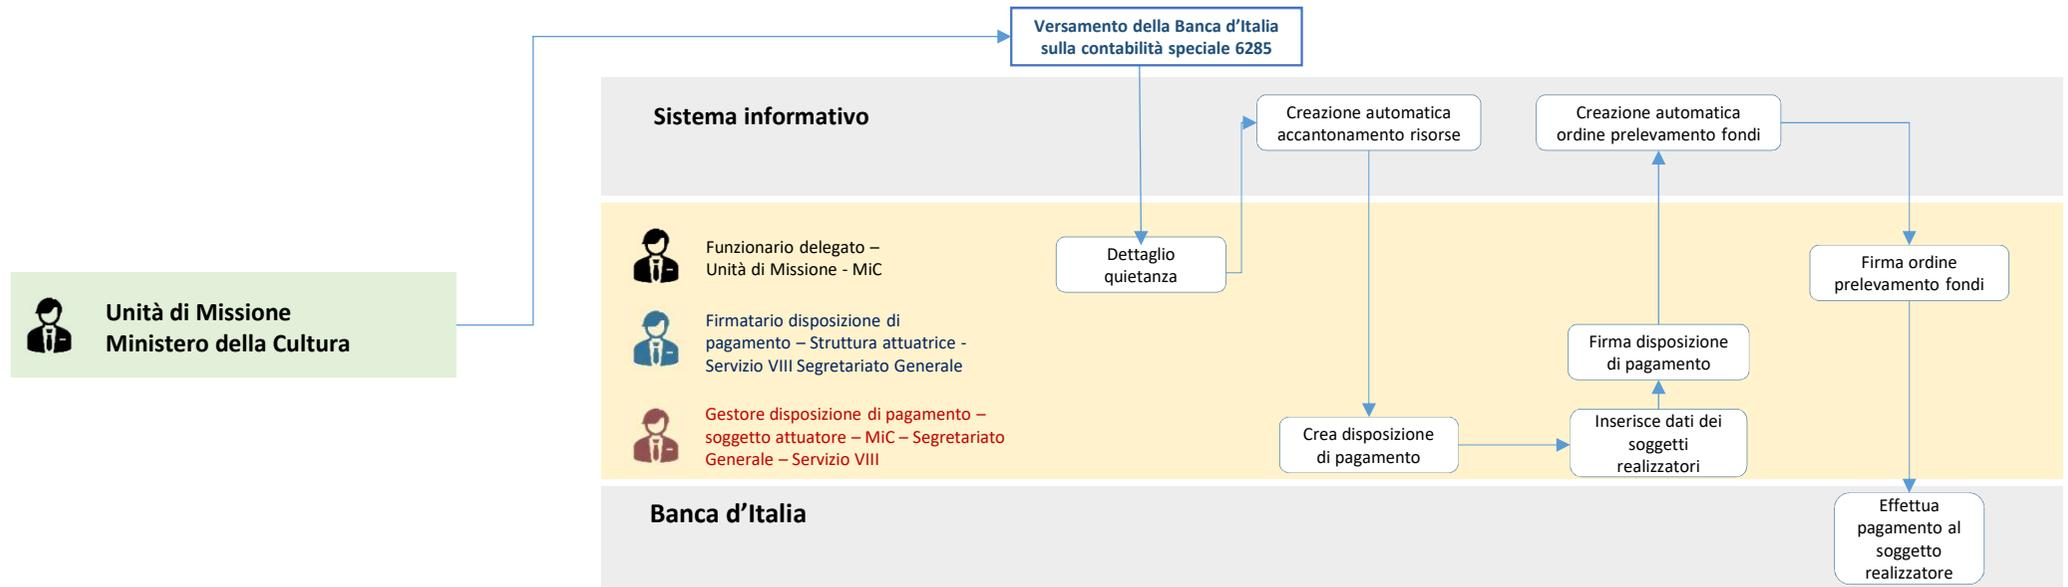 Versamento della Banca d’Italia
sulla contabilità speciale 6285
Sistema informativo
Creazione automatica
accantonamento risorse
Creazione automatica
ordine prelevamento fondi
Funzionario delegato –
Unità di Missione - MiC
Dettaglio
quietanza
Firma ordine
prelevamento fondi
Unità di Missione
Ministero della Cultura
Firmatario disposizione di
pagamento – Struttura attuatrice -
Servizio VIII Segretariato Generale
Firma disposizione
di pagamento
Gestore disposizione di pagamento –
soggetto attuatore – MiC – Segretariato
Generale – Servizio VIII
Crea disposizione
di pagamento
Inserisce dati dei
soggetti
realizzatori
Banca d’Italia
Effettua
pagamento al
soggetto
realizzatore